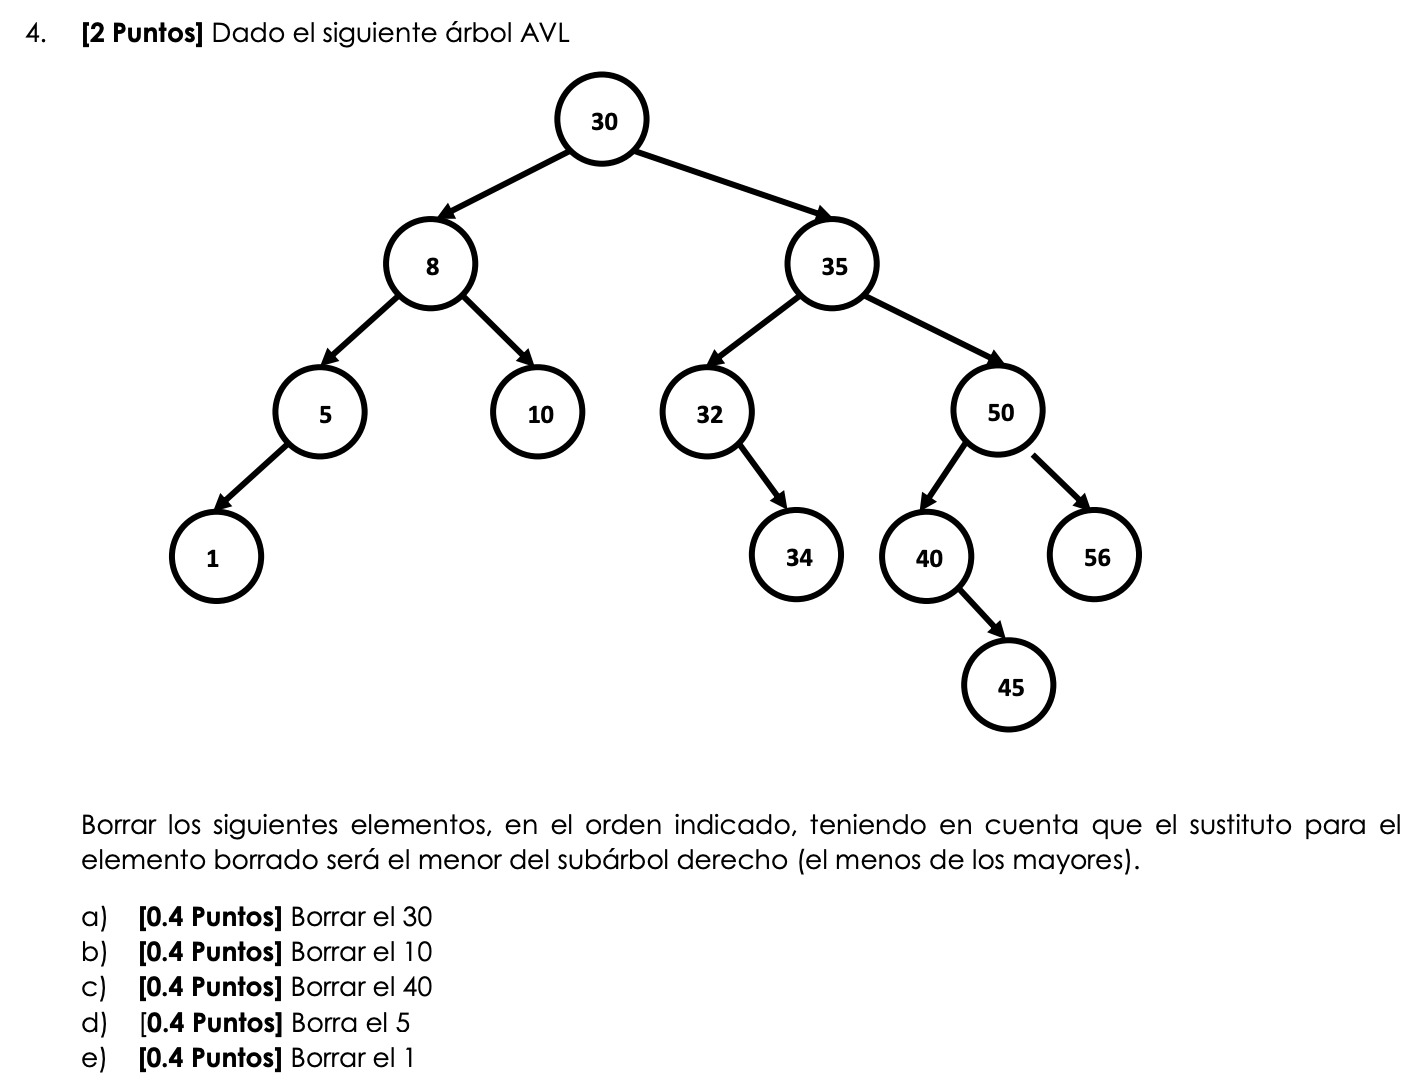 4. [2 Puntos] Dado el siguiente árbol AVL
30
8
35
5
10
32
50
1
34
40
56
45
Borrar los siguientes elementos, en el orden indicado, teniendo en cuenta que el sustituto para el
elemento borrado será el menor del subárbol derecho (el menos de los mayores).
a) [0.4 Puntos] Borrar el 30
b) [0.4 Puntos] Borrar el 10
c) [0.4 Puntos] Borrar el 40
d) [0.4 Puntos] Borra el 5
e) [0.4 Puntos] Borrar el 1